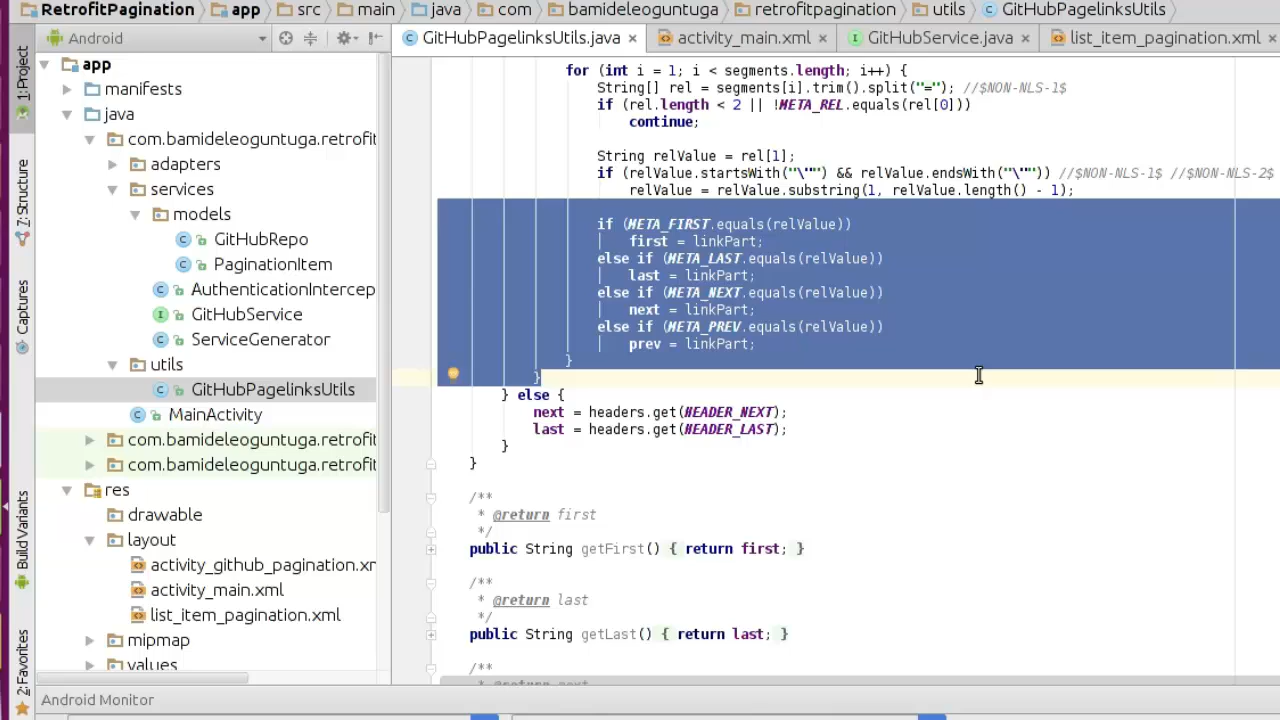 RetrofitPagination app src main java com bamideleoguntuga retrofitpagination utils GitHubPagelinksUtils
Android
GitHubPagelinksUtils.java activity_main.xml GitHubService.java list_item_pagination.xml
1: Project
7: Structure
Captures
Build Variants
2: Favorites
app
manifests
java
com.bamideleoguntuga.retrofit
adapters
services
models
GitHubRepo
PaginationItem
AuthenticationIntercep
GitHubService
ServiceGenerator
utils
GitHubPagelinksUtils
MainActivity
com.bamideleoguntuga.retrofit
com.bamideleoguntuga.retrofit
res
drawable
layout
activity_github_pagination.xm
activity_main.xml
list_item_pagination.xml
mipmap
values
for (int i = 1; i < segments.length; i++) {
String[] rel = segments[i].trim().split("="); //$NON-NLS-1$
if (rel.length < 2 || !META_REL.equals(rel[0]))
continue;
String relValue = rel[1];
if (relValue.startsWith("\"") && relValue.endsWith("\"")) //$NON-NLS-1$ //$NON-NLS-2$
relValue = relValue.substring(1, relValue.length() - 1);
if (META_FIRST.equals(relValue))
first = linkPart;
else if (META_LAST.equals(relValue))
last = linkPart;
else if (META_NEXT.equals(relValue))
next = linkPart;
else if (META_PREV.equals(relValue))
prev = linkPart;
}
}
} else {
next = headers.get(HEADER_NEXT);
last = headers.get(HEADER_LAST);
}
}
/**
* @return first
*/
public String getFirst() { return first; }
/**
* @return last
*/
public String getLast() { return last; }
/**
* @return next
Android Monitor